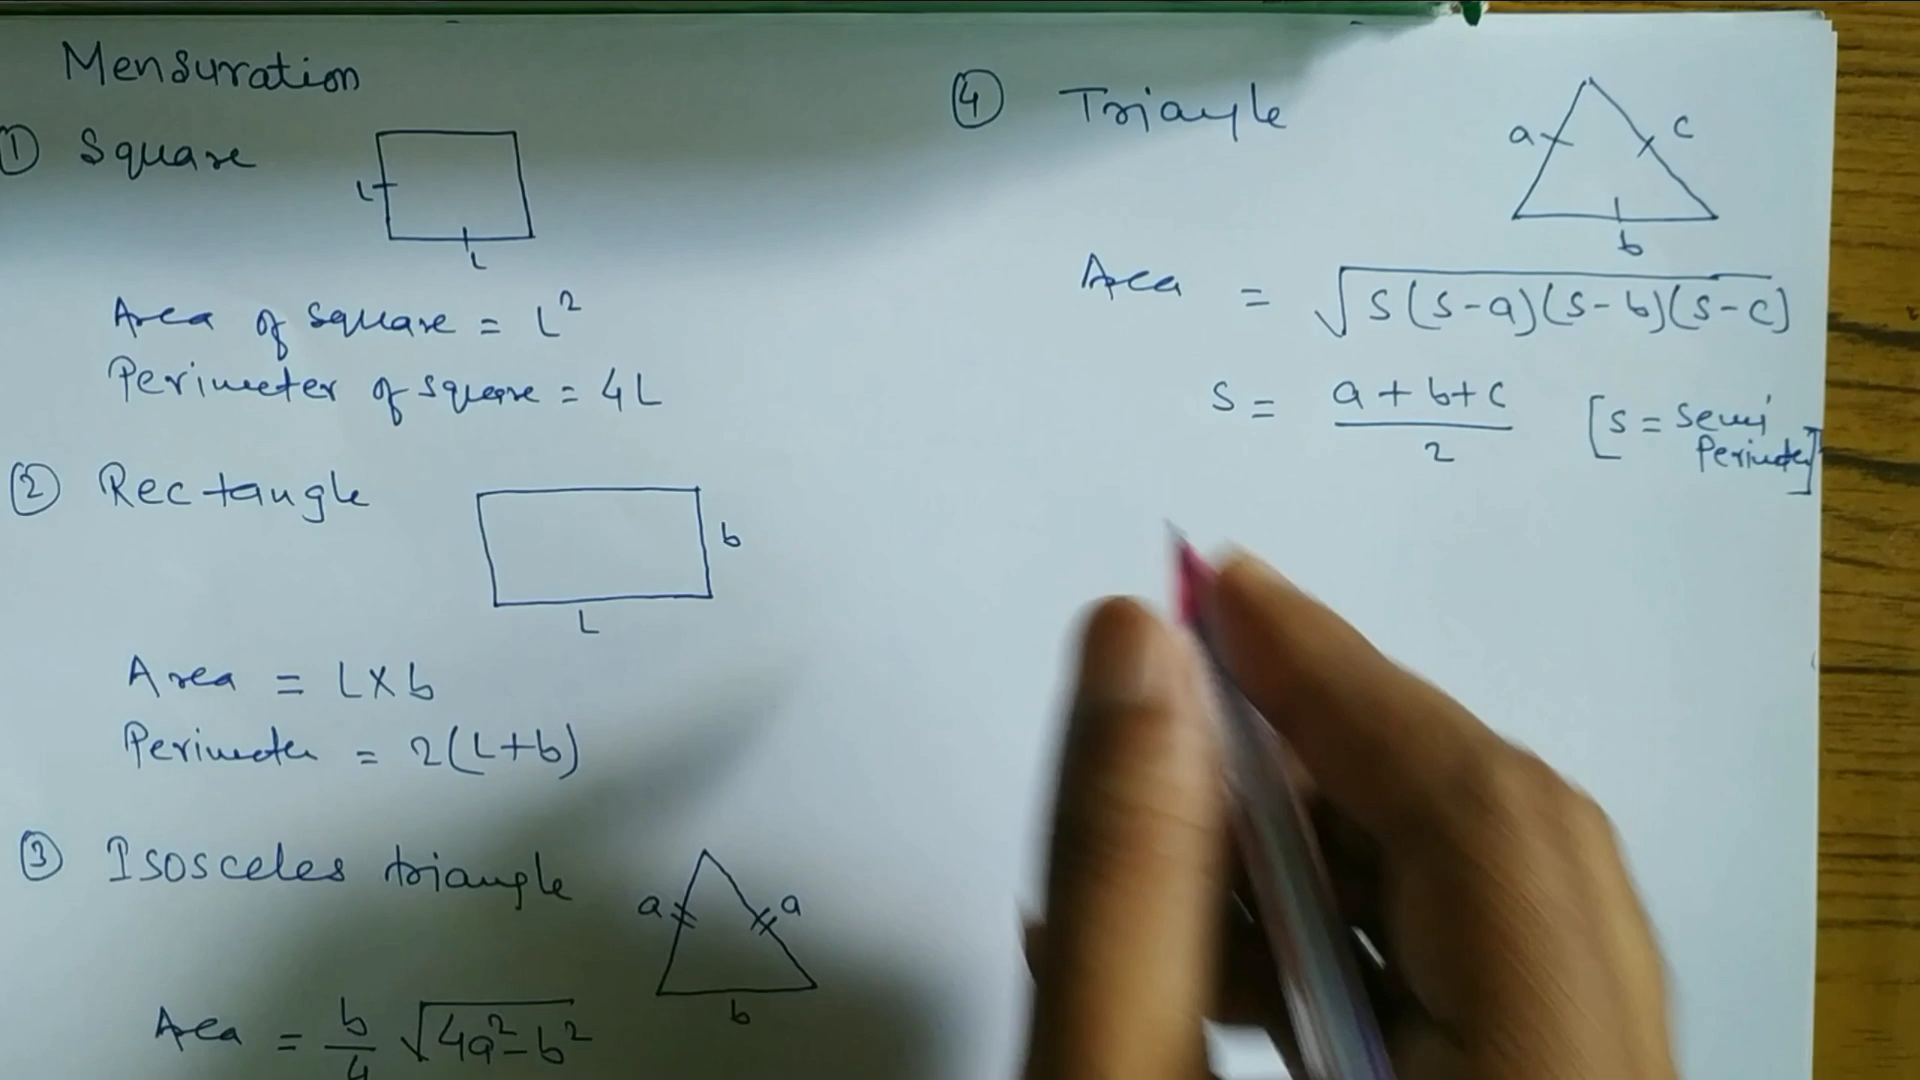 Mensuration
① Square
L
L
Area of square = L²
Perimeter of square = 4L
② Rectangle
b
L
Area = L×b
Perimeter = 2(L+b)
③ Isosceles triangle
a
a
b
Area = b/4 √4a²-b²
④ Triangle
a
c
b
Area = √s(s-a)(s-b)(s-c)
s = a+b+c/2 [s = semi
Perimeter]